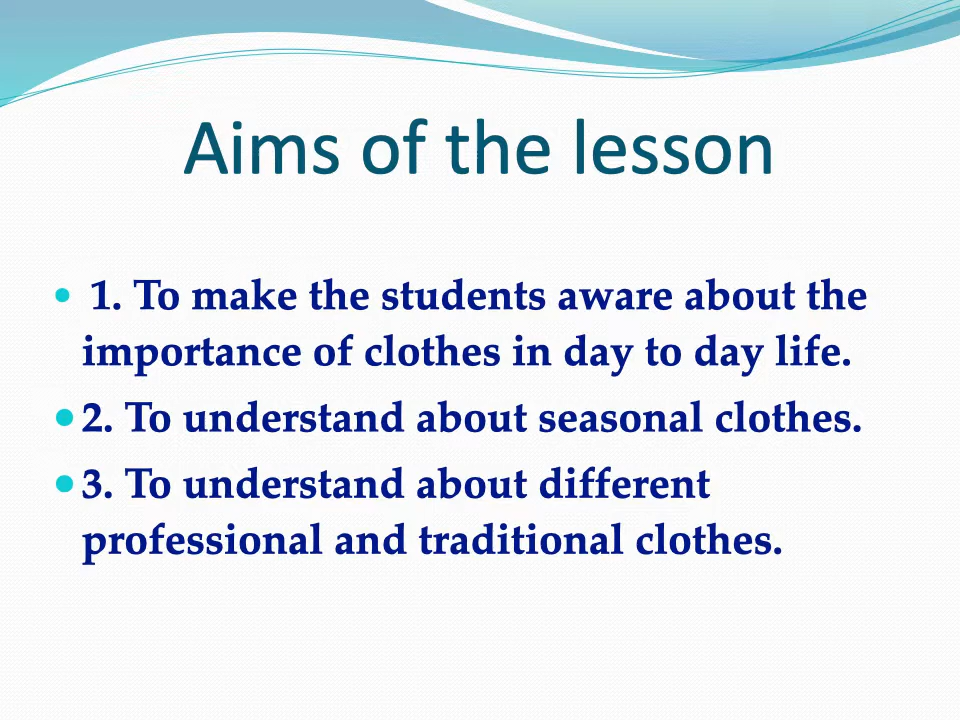 Aims of the lesson
• 1. To make the students aware about the
importance of clothes in day to day life.
• 2. To understand about seasonal clothes.
• 3. To understand about different
professional and traditional clothes.